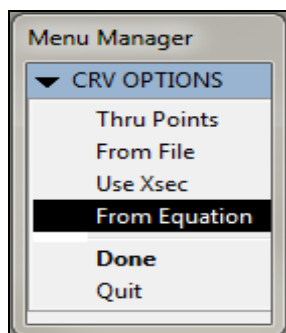 Menu Manager
CRV OPTIONS
Thru Points
From File
Use Xsec
From Equation
Done
Quit